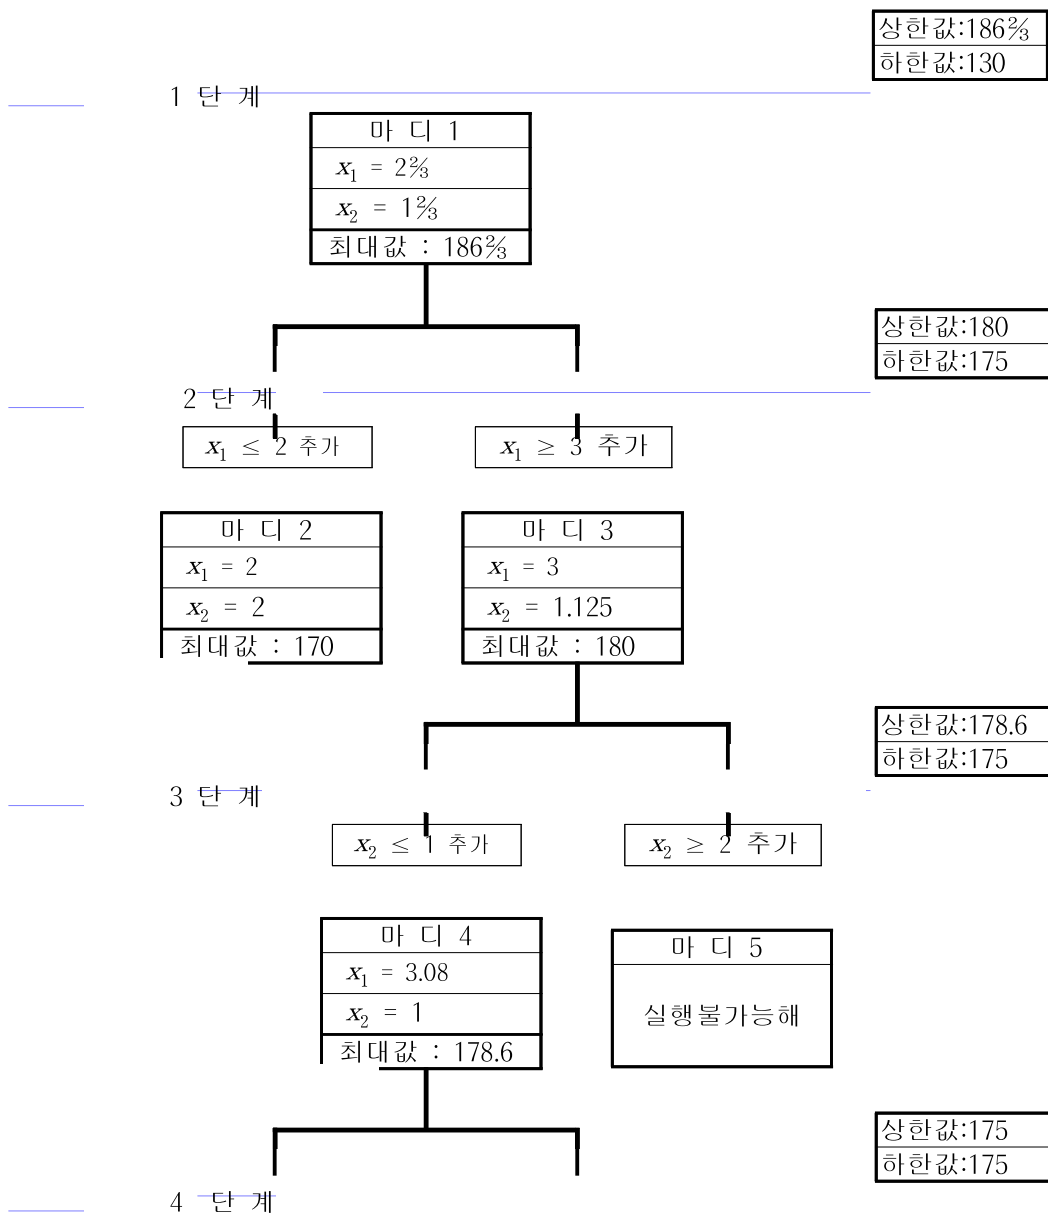 상한값:186⅔
하한값:130
1 단 계
마 디 1
x₁ = 2⅔
x₂ = 1⅔
최대값 : 186⅔
상한값:180
하한값:175
2 단 계
x₁ ≤ 2 추가
x₁ ≥ 3 추가
마 디 2
x₁ = 2
x₂ = 2
최대값 : 170
마 디 3
x₁ = 3
x₂ = 1.125
최대값 : 180
상한값:178.6
하한값:175
3 단 계
x₂ ≤ 1 추가
x₂ ≥ 2 추가
마 디 4
x₁ = 3.08
x₂ = 1
최대값 : 178.6
마 디 5
실행불가능해
상한값:175
하한값:175
4 단 계